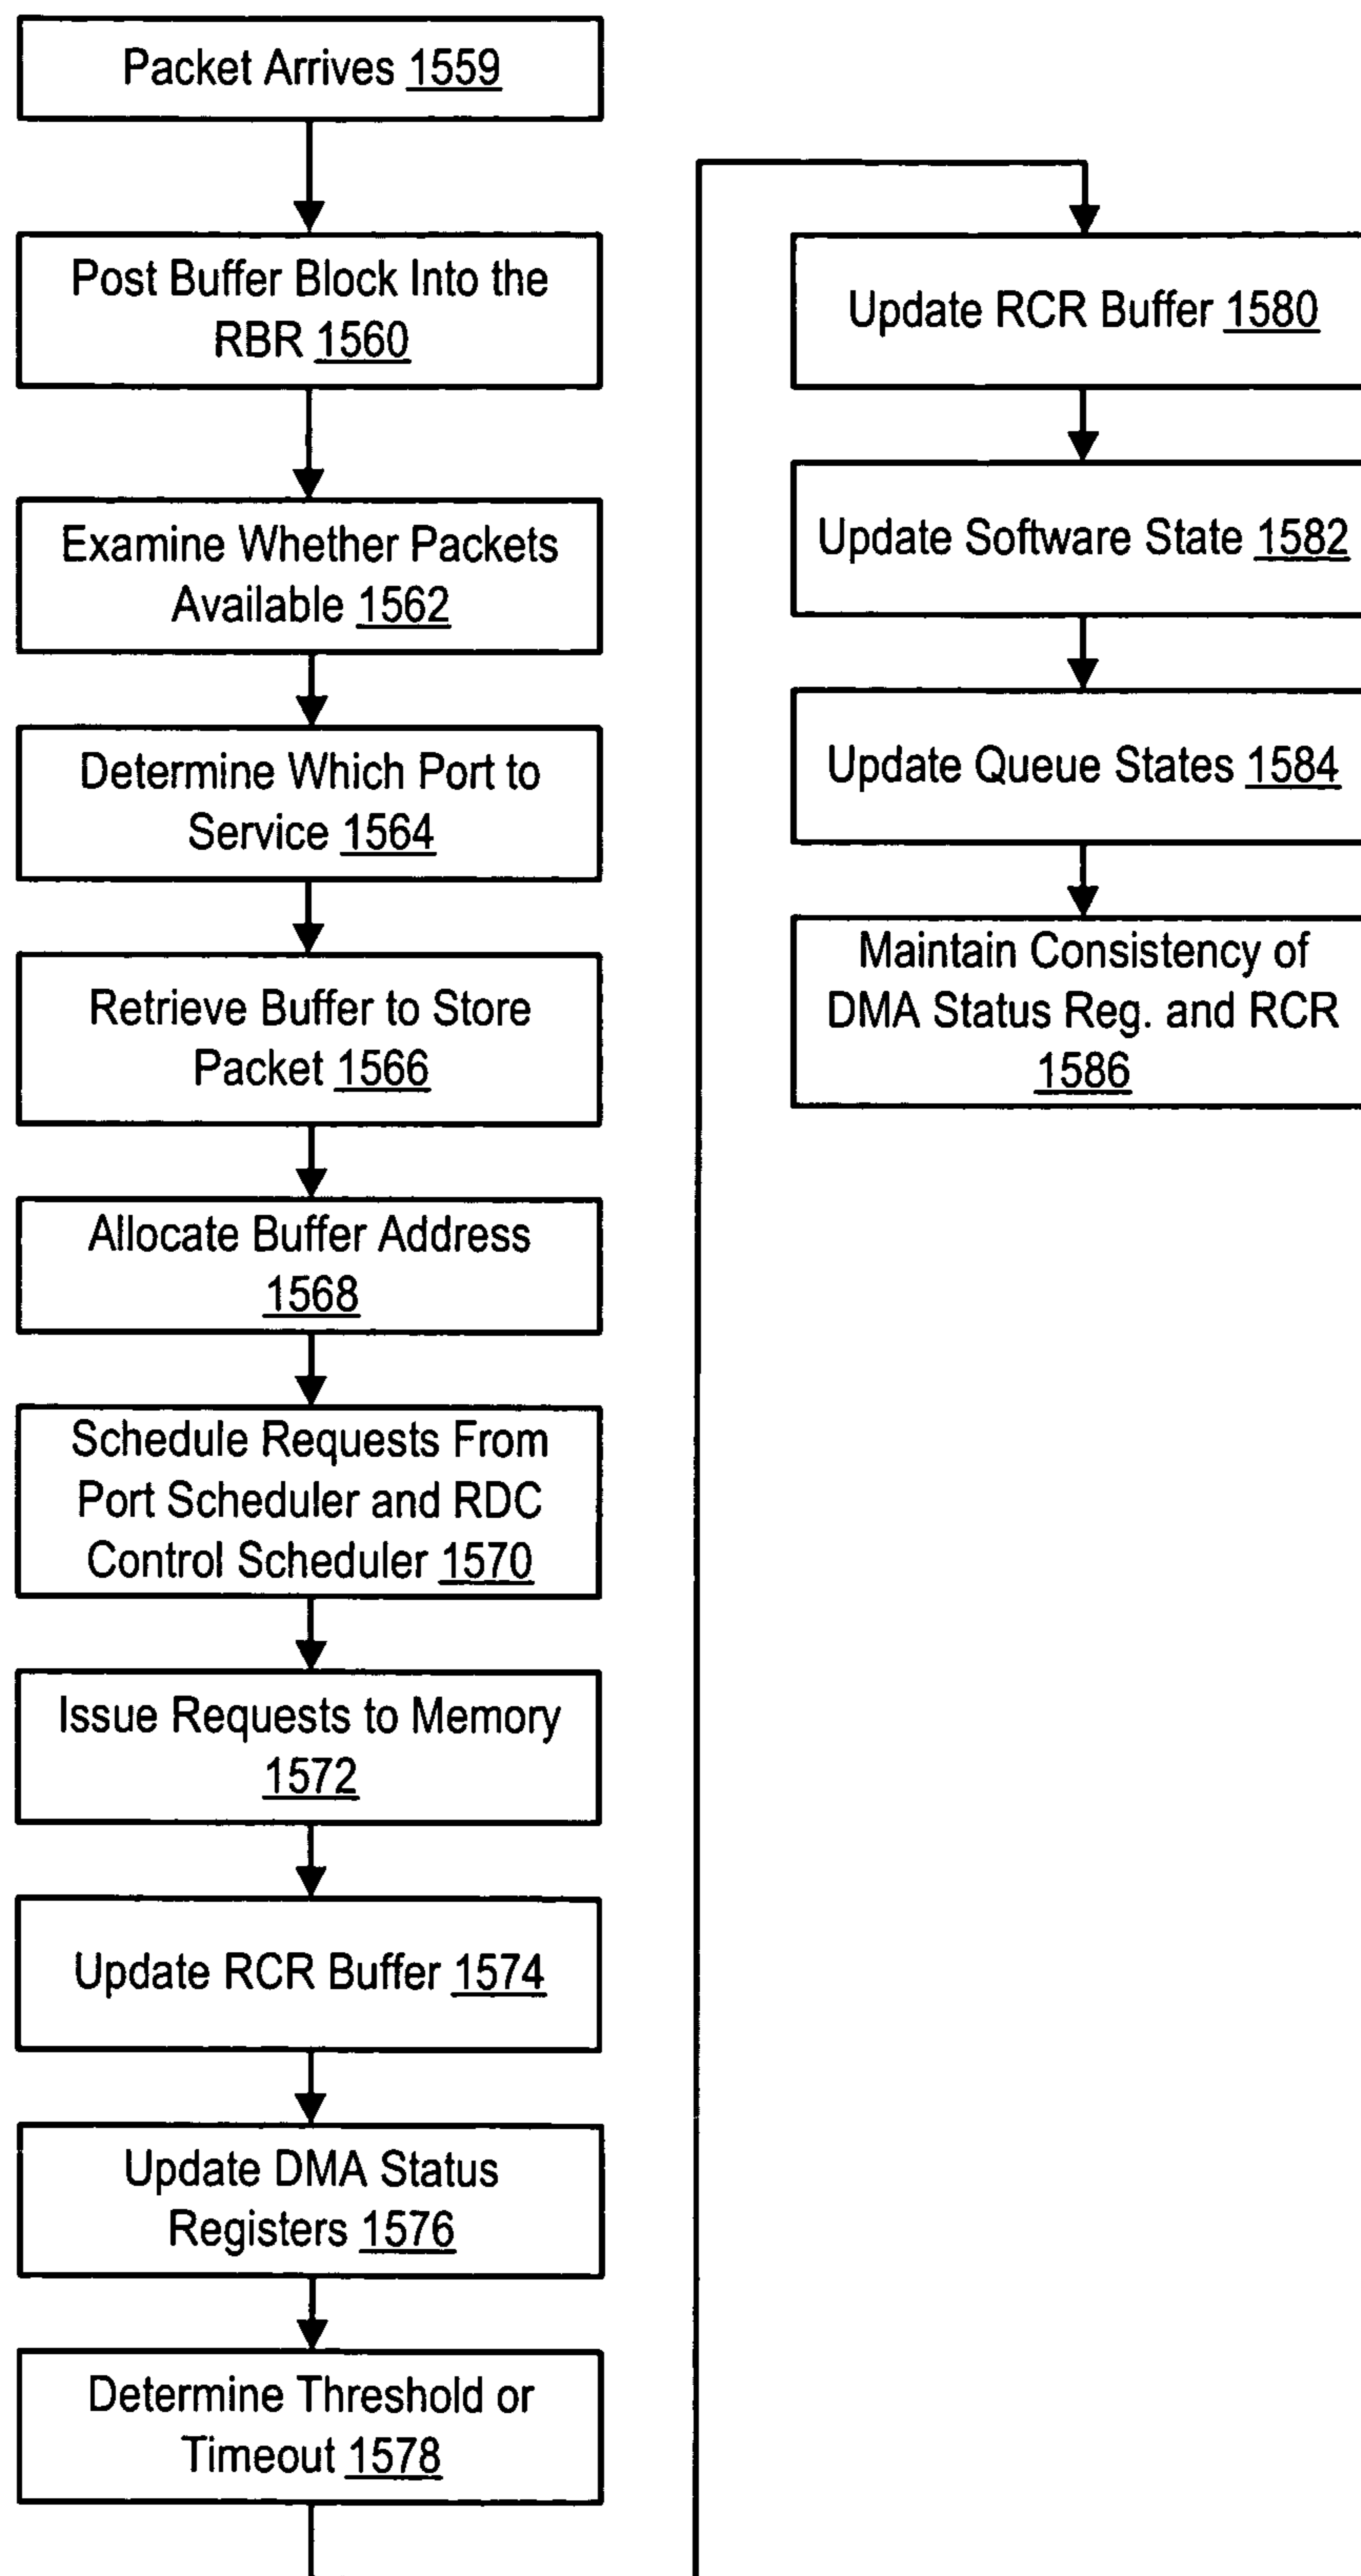 Packet Arrives 1559
Post Buffer Block Into the
RBR 1560
Examine Whether Packets
Available 1562
Determine Which Port to
Service 1564
Retrieve Buffer to Store
Packet 1566
Allocate Buffer Address
1568
Schedule Requests From
Port Scheduler and RDC
Control Scheduler 1570
Issue Requests to Memory
1572
Update RCR Buffer 1574
Update DMA Status
Registers 1576
Determine Threshold or
Timeout 1578
Update RCR Buffer 1580
Update Software State 1582
Update Queue States 1584
Maintain Consistency of
DMA Status Reg. and RCR
1586